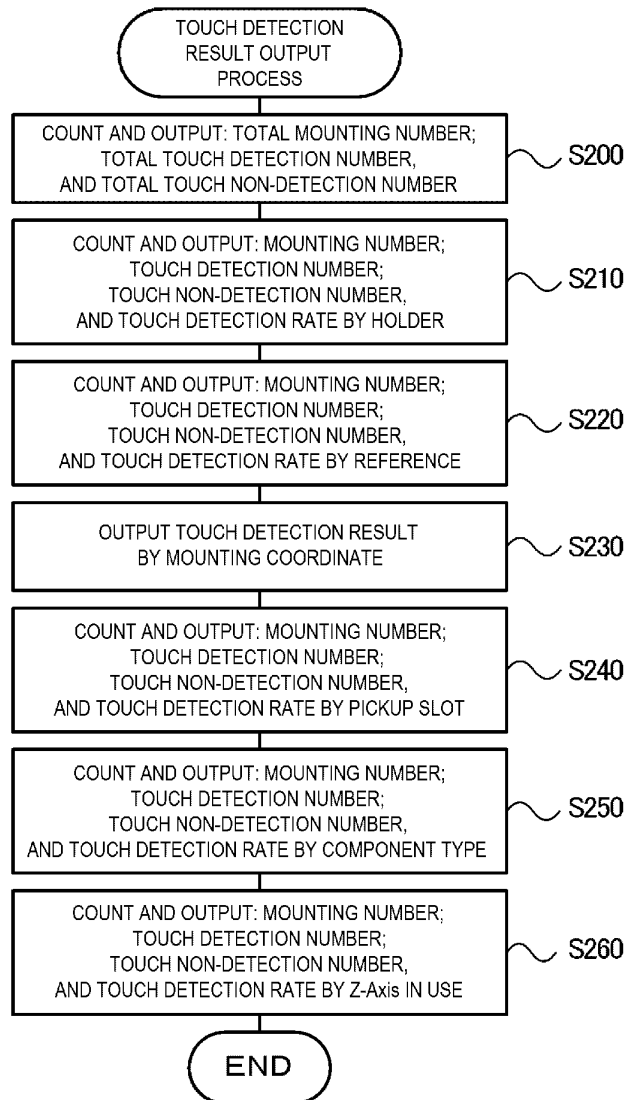 TOUCH DETECTION
RESULT OUTPUT
PROCESS
COUNT AND OUTPUT: TOTAL MOUNTING NUMBER;
TOTAL TOUCH DETECTION NUMBER,
AND TOTAL TOUCH NON-DETECTION NUMBER
S200
COUNT AND OUTPUT: MOUNTING NUMBER;
TOUCH DETECTION NUMBER;
TOUCH NON-DETECTION NUMBER,
AND TOUCH DETECTION RATE BY HOLDER
S210
COUNT AND OUTPUT: MOUNTING NUMBER;
TOUCH DETECTION NUMBER;
TOUCH NON-DETECTION NUMBER,
AND TOUCH DETECTION RATE BY REFERENCE
S220
OUTPUT TOUCH DETECTION RESULT
BY MOUNTING COORDINATE
S230
COUNT AND OUTPUT: MOUNTING NUMBER;
TOUCH DETECTION NUMBER;
TOUCH NON-DETECTION NUMBER,
AND TOUCH DETECTION RATE BY PICKUP SLOT
S240
COUNT AND OUTPUT: MOUNTING NUMBER;
TOUCH DETECTION NUMBER;
TOUCH NON-DETECTION NUMBER,
AND TOUCH DETECTION RATE BY COMPONENT TYPE
S250
COUNT AND OUTPUT: MOUNTING NUMBER;
TOUCH DETECTION NUMBER;
TOUCH NON-DETECTION NUMBER,
AND TOUCH DETECTION RATE BY Z-Axis IN USE
S260
END